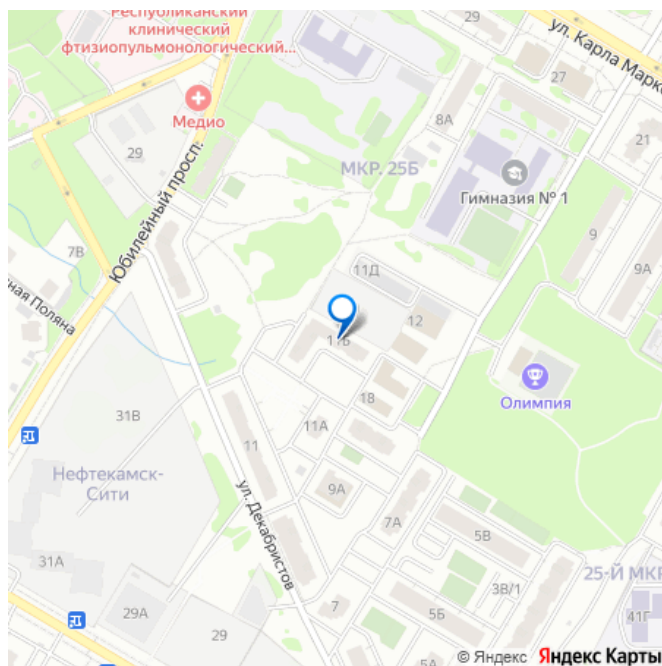 Республиканский
клинический
фтизиопульмонологический...
ул. Карла Маркс
27
Медио
8А
21
29
МКР. 25Б
Гимназия № 1
Юбилейный просп.
7В
9
11Д
9А
ная Поляна
12
11Б
Олимпия
18
31В
11А
11
Нефтекамск-
Сити
9А
ул. Декабристов
7А
5В
31А
25-Й МКР
3В/1
29А
7
5Б
41Г
29
5А
© Яндекс Яндекс Карты